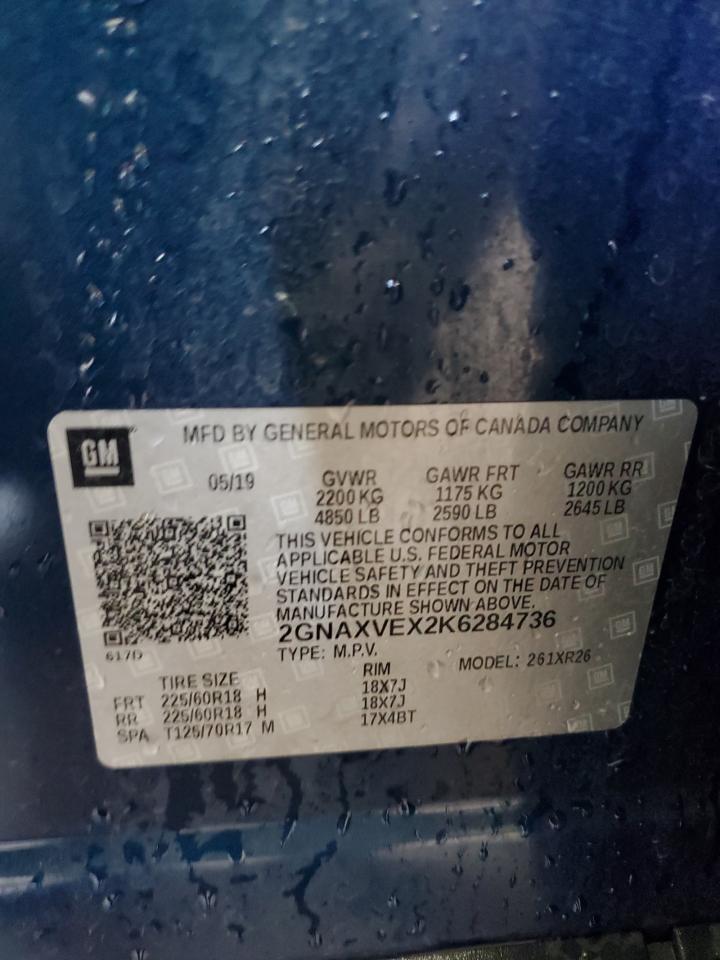 GM
MFD BY GENERAL MOTORS OF CANADA COMPANY
05/19
GVWR
2200 KG
4850 LB
GAWR FRT
1175 KG
2590 LB
GAWR RR
1200 KG
2645 LB
THIS VEHICLE CONFORMS TO ALL
APPLICABLE U.S. FEDERAL MOTOR
VEHICLE SAFETY AND THEFT PREVENTION
STANDARDS IN EFFECT ON THE DATE OF
MANUFACTURE SHOWN ABOVE.
2GNAXVEX2K6284736
617D
TYPE: M.P.V.
MODEL: 261XR26
TIRE SIZE
RIM
FRT 225/60R18 H 18X7J
RR 225/60R18 H 18X7J
SPA T125/70R17 M 17X4BT